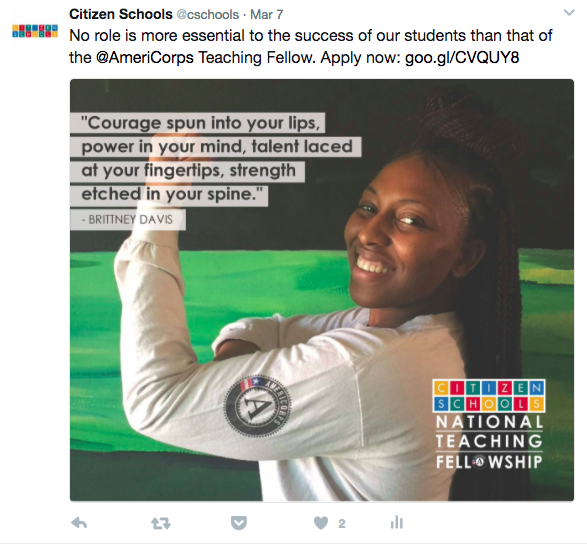 Citizen Schools @cschools · Mar 7
No role is more essential to the success of our students than that of
the @AmeriCorps Teaching Fellow. Apply now: goo.gl/CVQUY8
"Courage spun into your lips,
power in your mind, talent laced
at your fingertips, strength
etched in your spine."
- BRITTNEY DAVIS
AMERICORPS
A
CITIZEN
SCHOOLS
NATIONAL
TEACHING
FELLOWSHIP
2